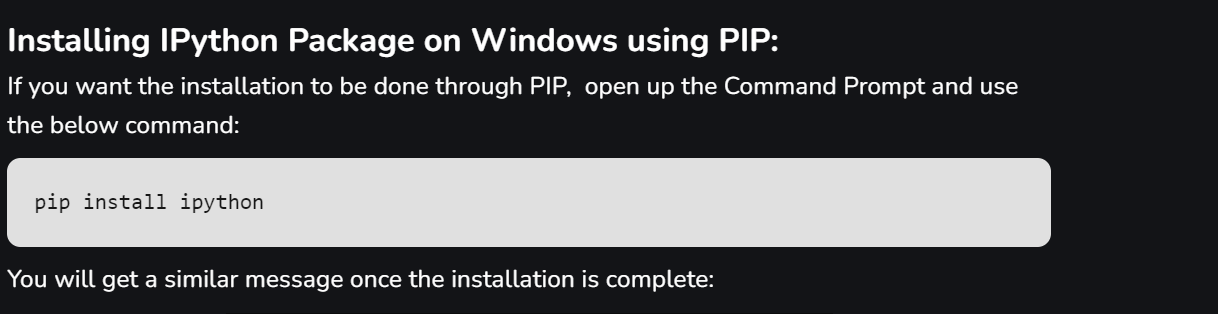 Installing IPython Package on Windows using PIP:
If you want the installation to be done through PIP,  open up the Command Prompt and use
the below command:
pip install ipython
You will get a similar message once the installation is complete: